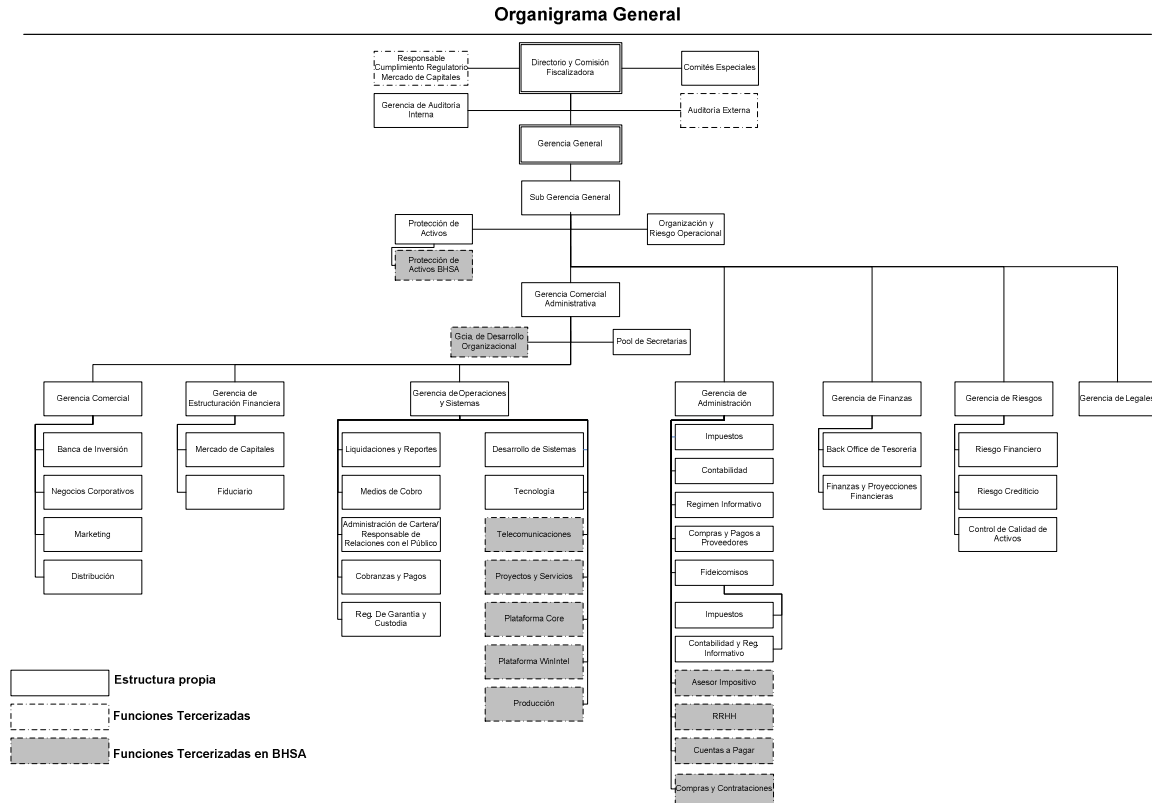 Organigrama General
Responsable
Cumplimiento Regulatorio
Mercado de Capitales
Directorio y Comisión
Fiscalizadora
Comités Especiales
Gerencia de Auditoría
Interna
Auditoría Externa
Gerencia General
Sub Gerencia General
Protección de
Activos
Organización y
Riesgo Operacional
Protección de
Activos BHSA
Gerencia Comercial
Administrativa
Gcia. de Desarrollo
Organizacional
Pool de Secretarias
Gerencia Comercial
Banca de Inversión
Negocios Corporativos
Marketing
Distribución
Gerencia de
Estructuración Financiera
Mercado de Capitales
Fiduciario
Gerencia de Operaciones
y Sistemas
Liquidaciones y Reportes
Medios de Cobro
Administración de Cartera/
Responsable de
Relaciones con el Público
Cobranzas y Pagos
Reg. De Garantía y
Custodia
Desarrollo de Sistemas
Tecnología
Telecomunicaciones
Proyectos y Servicios
Plataforma Core
Plataforma WinIntel
Producción
Gerencia de
Administración
Impuestos
Contabilidad
Regimen Informativo
Compras y Pagos a
Proveedores
Fideicomisos
Impuestos
Contabilidad y Reg.
Informativo
Asesor Impositivo
RRHH
Cuentas a Pagar
Compras y Contrataciones
Gerencia de Finanzas
Back Office de Tesorería
Finanzas y Proyecciones
Financieras
Gerencia de Riesgos
Riesgo Financiero
Riesgo Crediticio
Control de Calidad de
Activos
Gerencia de Legales
Estructura propia
Funciones Tercerizadas
Funciones Tercerizadas en BHSA